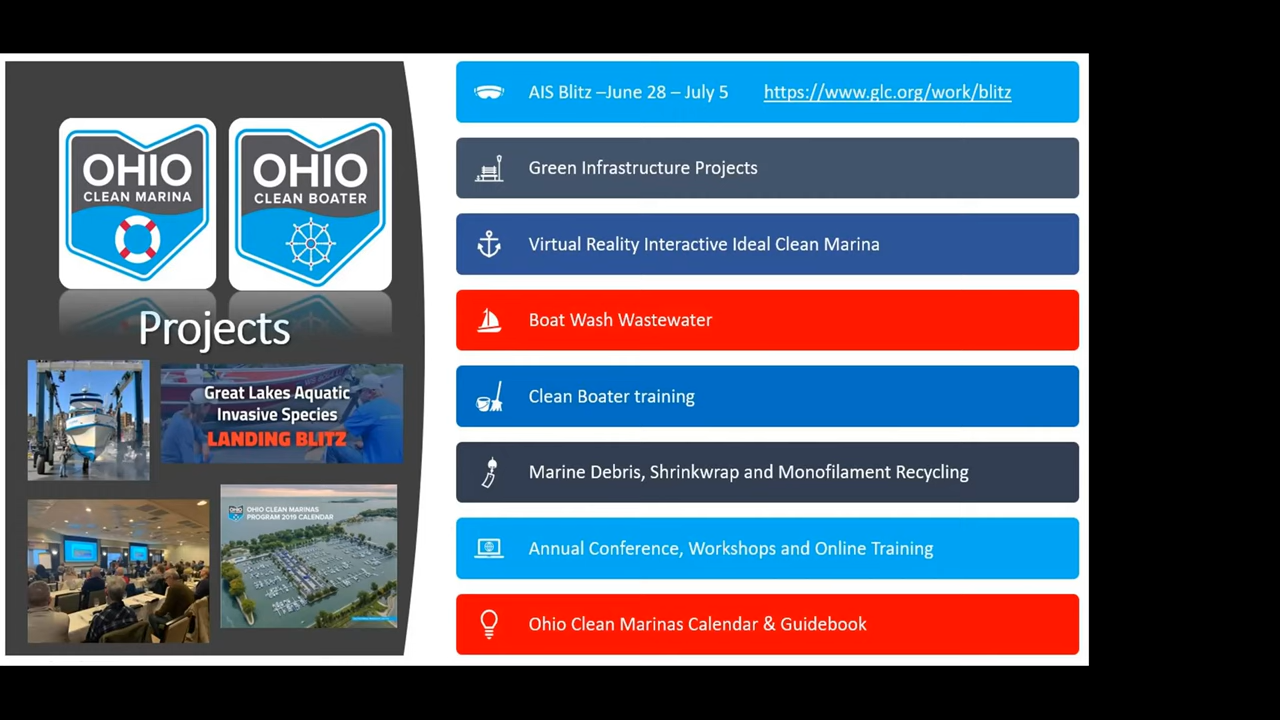 OHIO
CLEAN MARINA
OHIO
CLEAN BOATER
Projects
Great Lakes Aquatic
Invasive Species
LANDING BLITZ
OHIO CLEAN MARINAS
PROGRAM 2019 CALENDAR
AIS Blitz –June 28 – July 5 https://www.glc.org/work/blitz
Green Infrastructure Projects
Virtual Reality Interactive Ideal Clean Marina
Boat Wash Wastewater
Clean Boater training
Marine Debris, Shrinkwrap and Monofilament Recycling
Annual Conference, Workshops and Online Training
Ohio Clean Marinas Calendar & Guidebook